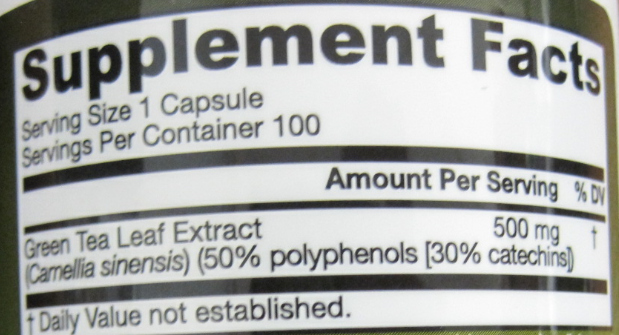 Supplement Facts
Serving Size 1 Capsule
Servings Per Container 100
Amount Per Serving % DV
Green Tea Leaf Extract 500 mg †
(Camellia sinensis) (50% polyphenols [30% catechins])
† Daily Value not established.